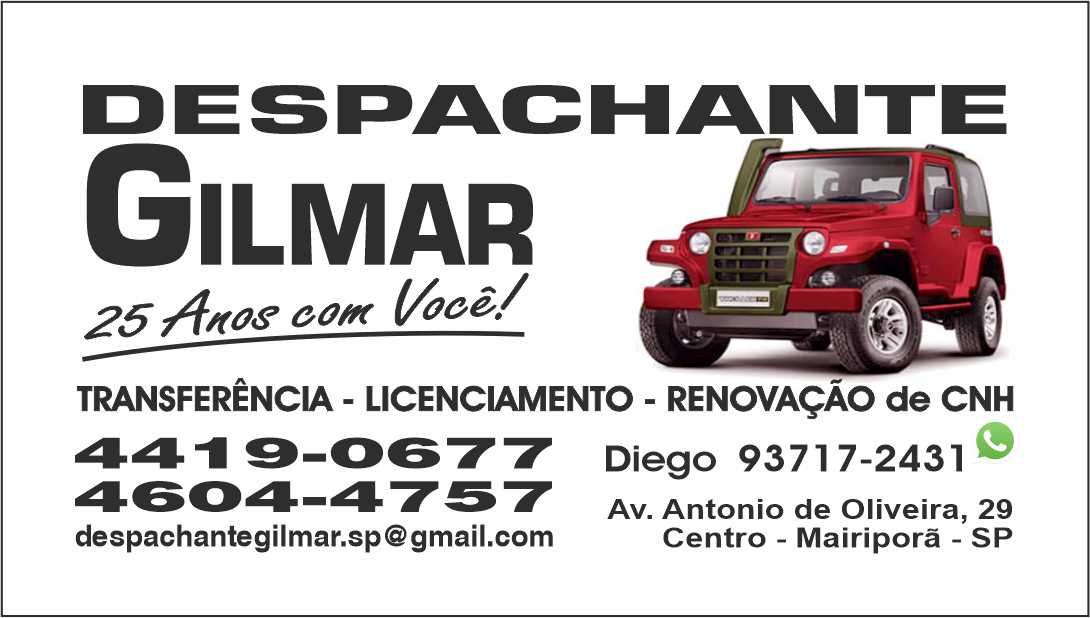 DESPACHANTE
GILMAR
25 Anos com Você!
TRANSFERÊNCIA - LICENCIAMENTO - RENOVAÇÃO de CNH
4419-0677
4604-4757
despachantegilmar.sp@gmail.com
Diego 93717-2431
Av. Antonio de Oliveira, 29
Centro - Mairiporã - SP